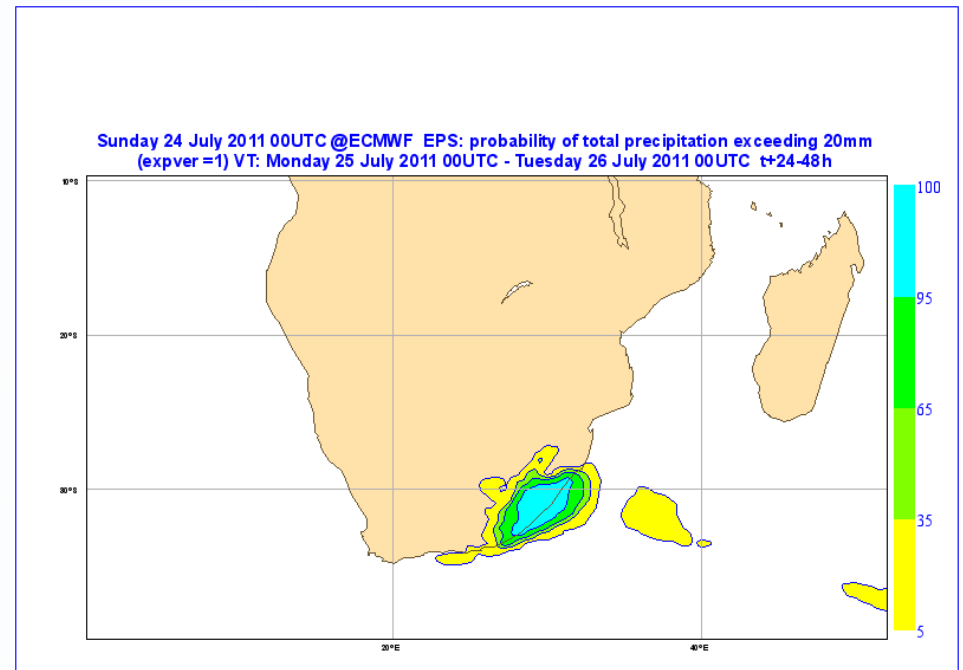 Sunday 24 July 2011 00UTC @ECMWF EPS: probability of total precipitation exceeding 20mm
(expver =1) VT: Monday 25 July 2011 00UTC - Tuesday 26 July 2011 00UTC t+24-48h
10°S
20°S
30°S
20°E
40°E
100
95
65
35
5